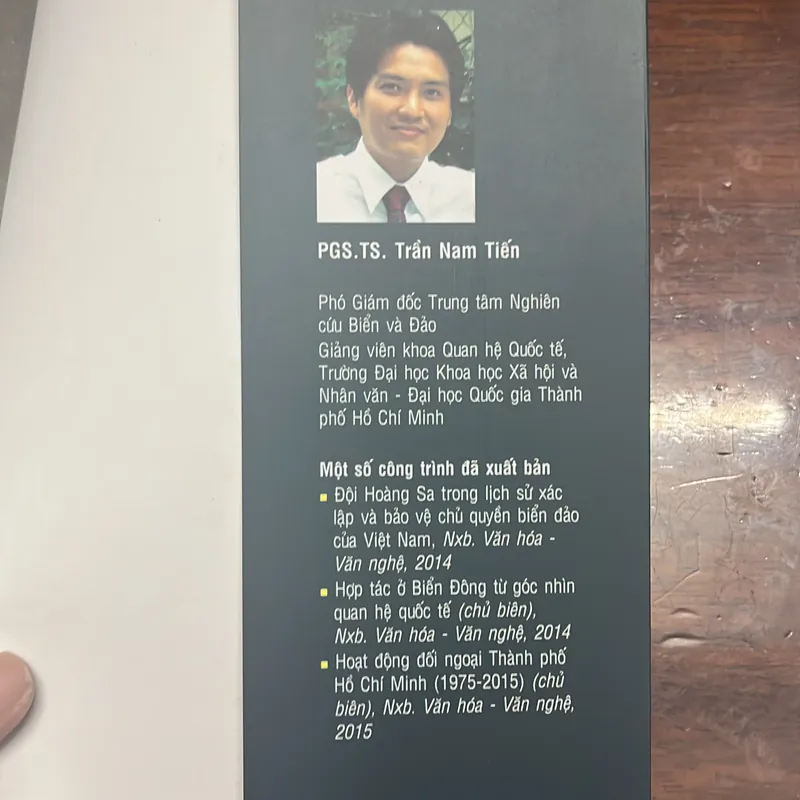 PGS.TS. Trần Nam Tiến
Phó Giám đốc Trung tâm Nghiên
cứu Biển và Đảo
Giảng viên khoa Quan hệ Quốc tế,
Trường Đại học Khoa học Xã hội và
Nhân văn - Đại học Quốc gia Thành
phố Hồ Chí Minh
Một số công trình đã xuất bản
Đội Hoàng Sa trong lịch sử xác
lập và bảo vệ chủ quyền biển đảo
của Việt Nam, Nxb. Văn hóa -
Văn nghệ, 2014
Hợp tác ở Biển Đông từ góc nhìn
quan hệ quốc tế (chủ biên),
Nxb. Văn hóa - Văn nghệ, 2014
Hoạt động đối ngoại Thành phố
Hồ Chí Minh (1975-2015) (chủ
biên), Nxb. Văn hóa - Văn nghệ,
2015